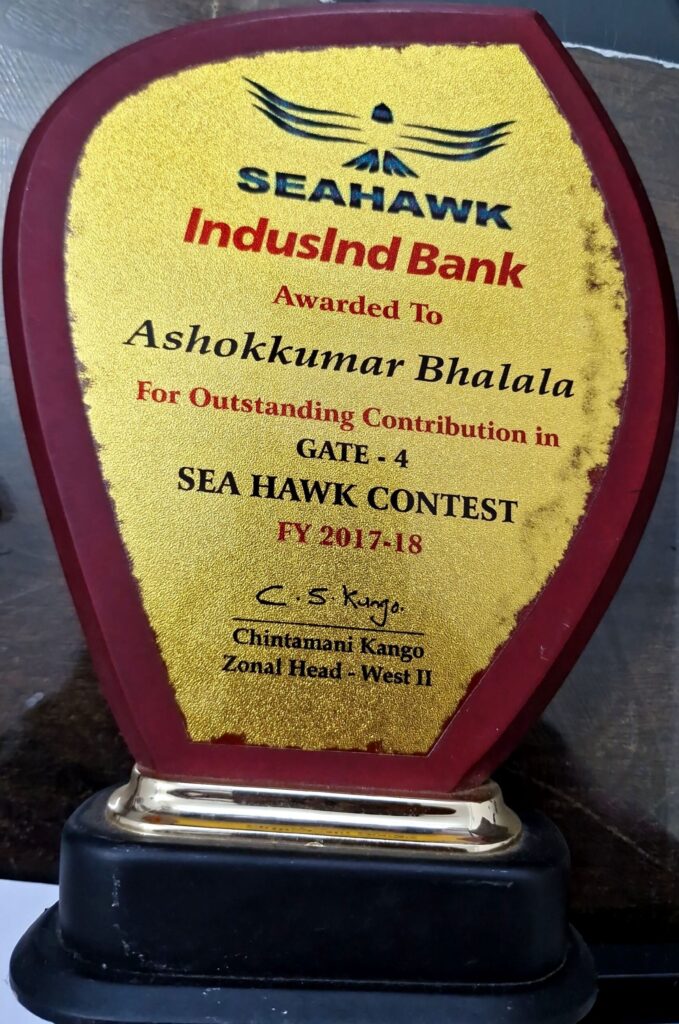 SEAHAWK
IndusInd Bank
Awarded To
Ashokkumar Bhalala
For Outstanding Contribution in
GATE - 4
SEA HAWK CONTEST
FY 2017-18
C. S. Kango.
Chintamani Kango
Zonal Head - West II